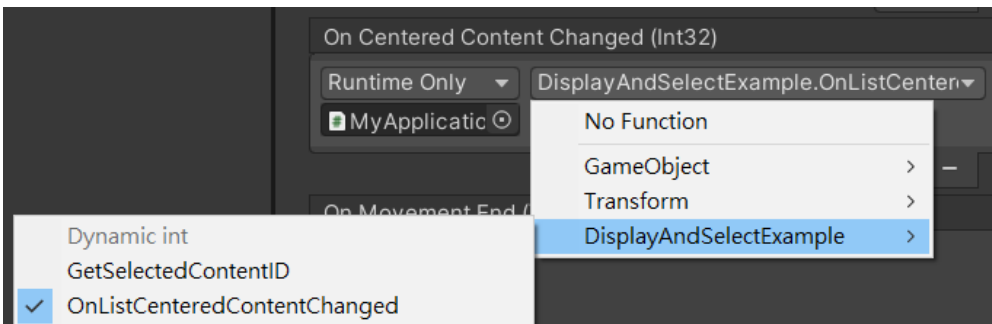 On Centered Content Changed (Int32)
Runtime Only DisplayAndSelectExample.OnListCenter
MyApplicatic No Function
GameObject
Transform
On Movement End (
DisplayAndSelectExample
Dynamic int
GetSelectedContentID
OnListCenteredContentChanged